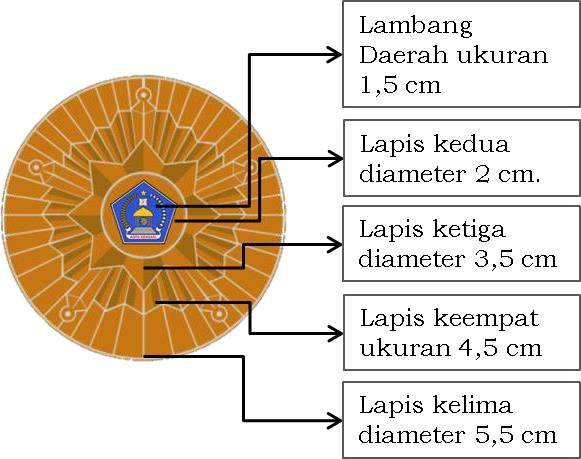 Lambang
Daerah ukuran
1,5 cm
Lapis kedua
diameter 2 cm.
Lapis ketiga
diameter 3,5 cm
Lapis keempat
ukuran 4,5 cm
Lapis kelima
diameter 5,5 cm